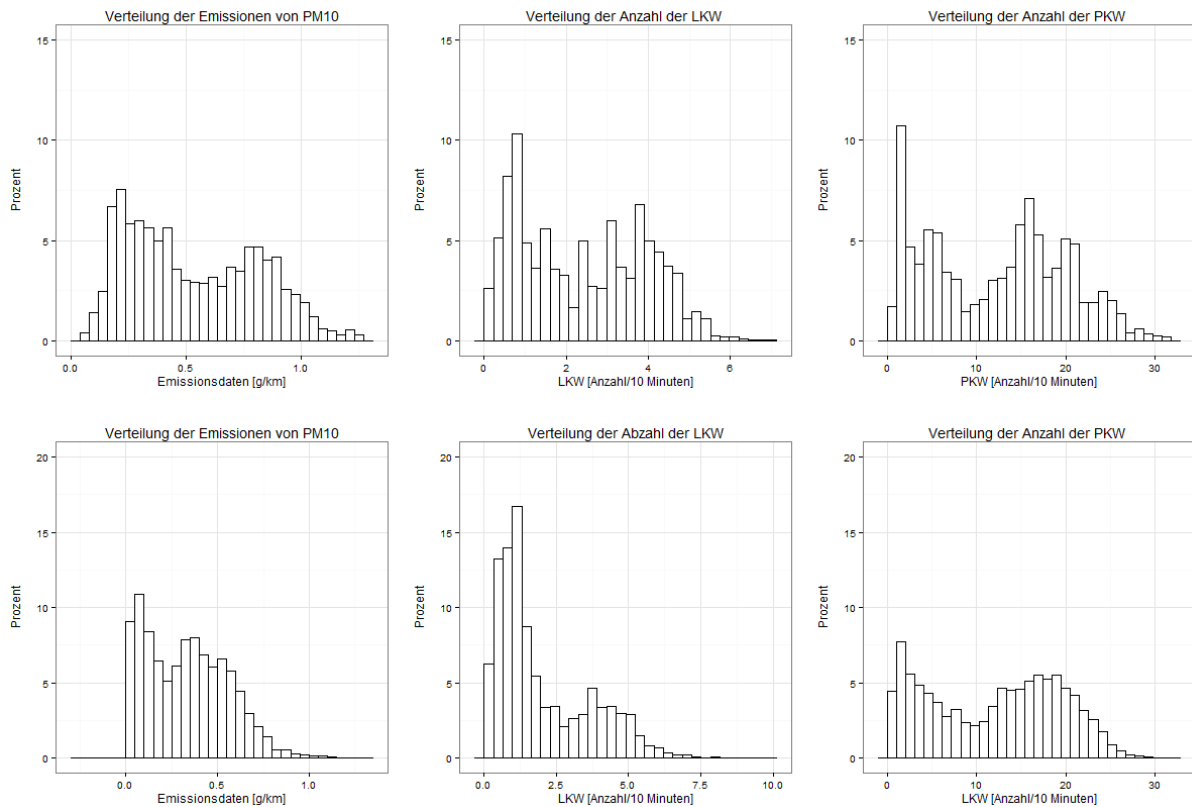 Verteilung der Emissionen von PM10
15
10
5
0
Prozent
0.0 0.5 1.0
Emissionsdaten [g/km]
Verteilung der Anzahl der LKW
15
10
5
0
Prozent
0 2 4 6
LKW [Anzahl/10 Minuten]
Verteilung der Anzahl der PKW
15
10
5
0
Prozent
0 10 20 30
PKW [Anzahl/10 Minuten]
Verteilung der Emissionen von PM10
20
15
10
5
0
Prozent
0.0 0.5 1.0
Emissionsdaten [g/km]
Verteilung der Abzahl der LKW
20
15
10
5
0
Prozent
0.0 2.5 5.0 7.5 10.0
LKW [Anzahl/10 Minuten]
Verteilung der Anzahl der PKW
20
15
10
5
0
Prozent
0 10 20 30
LKW [Anzahl/10 Minuten]